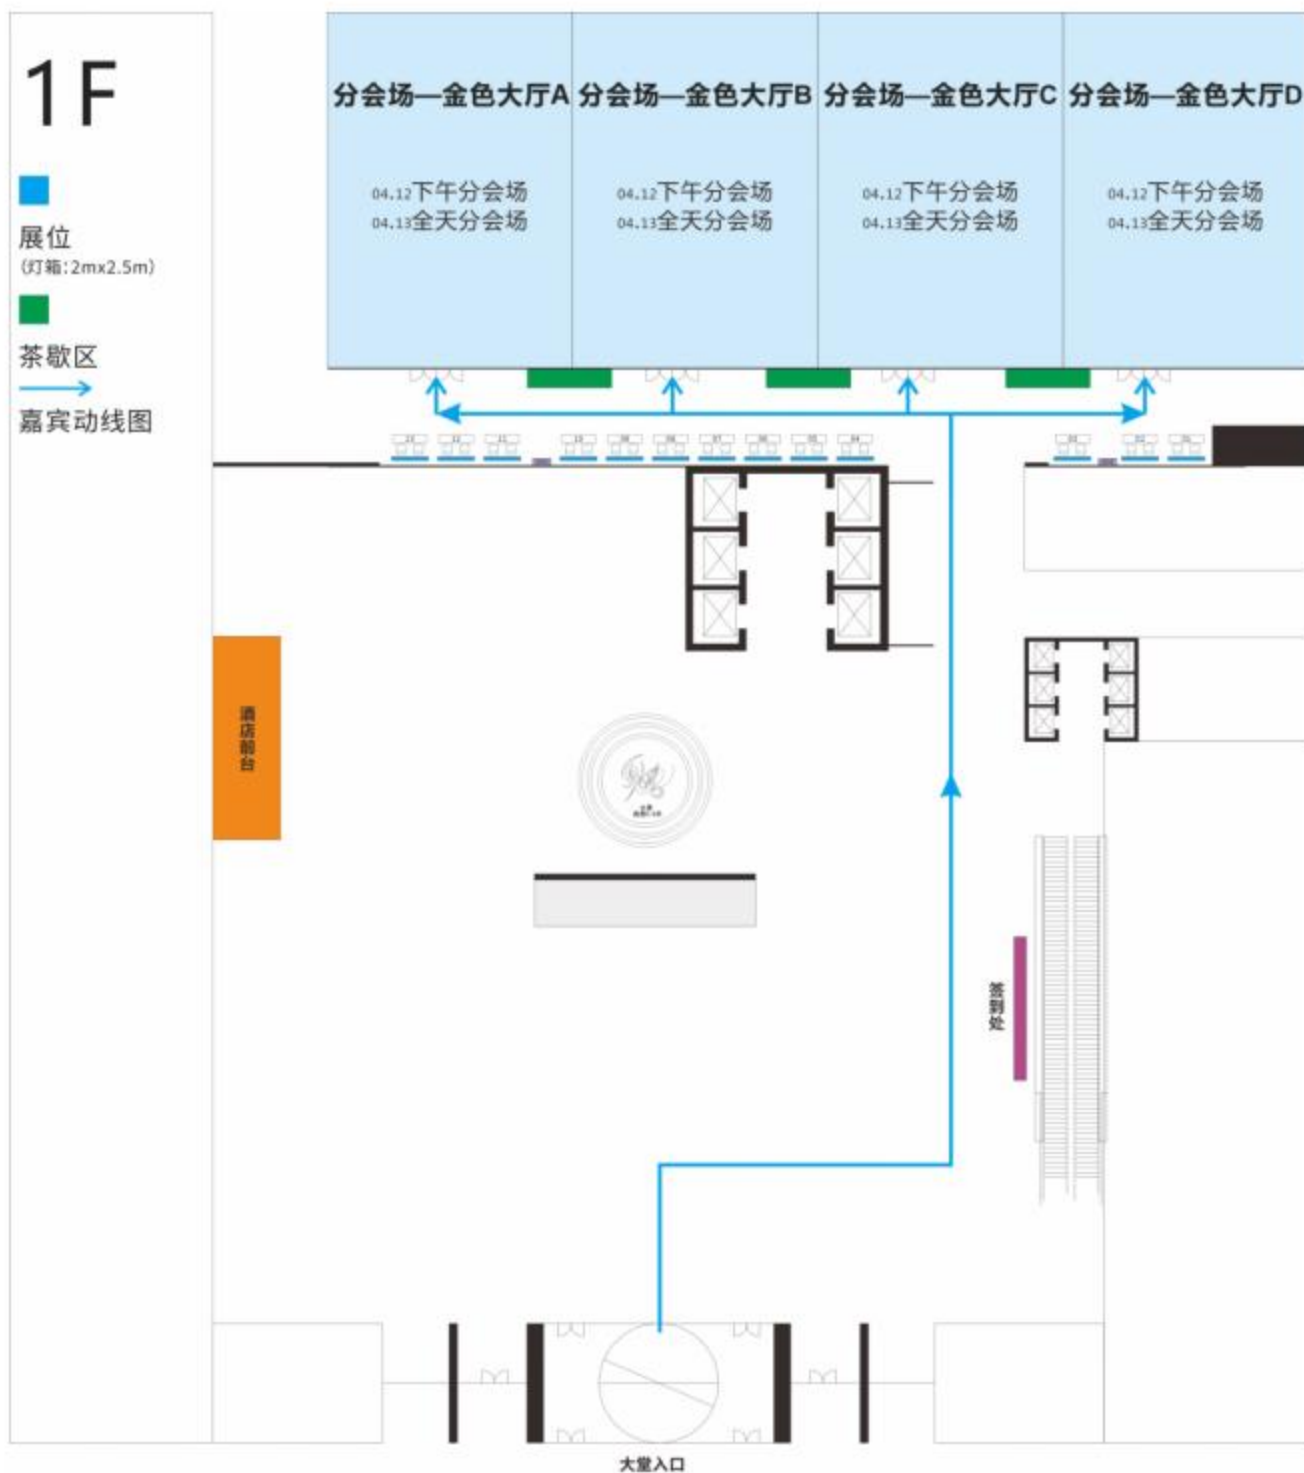 1F
展位
(灯箱:2mx2.5m)
茶歇区
嘉宾动线图
分会场—金色大厅A
04.12下午分会场
04.13全天分会场
分会场—金色大厅B
04.12下午分会场
04.13全天分会场
分会场—金色大厅C
04.12下午分会场
04.13全天分会场
分会场—金色大厅D
04.12下午分会场
04.13全天分会场
07
05
04
03
02
01
酒店前台
签到处
大堂入口